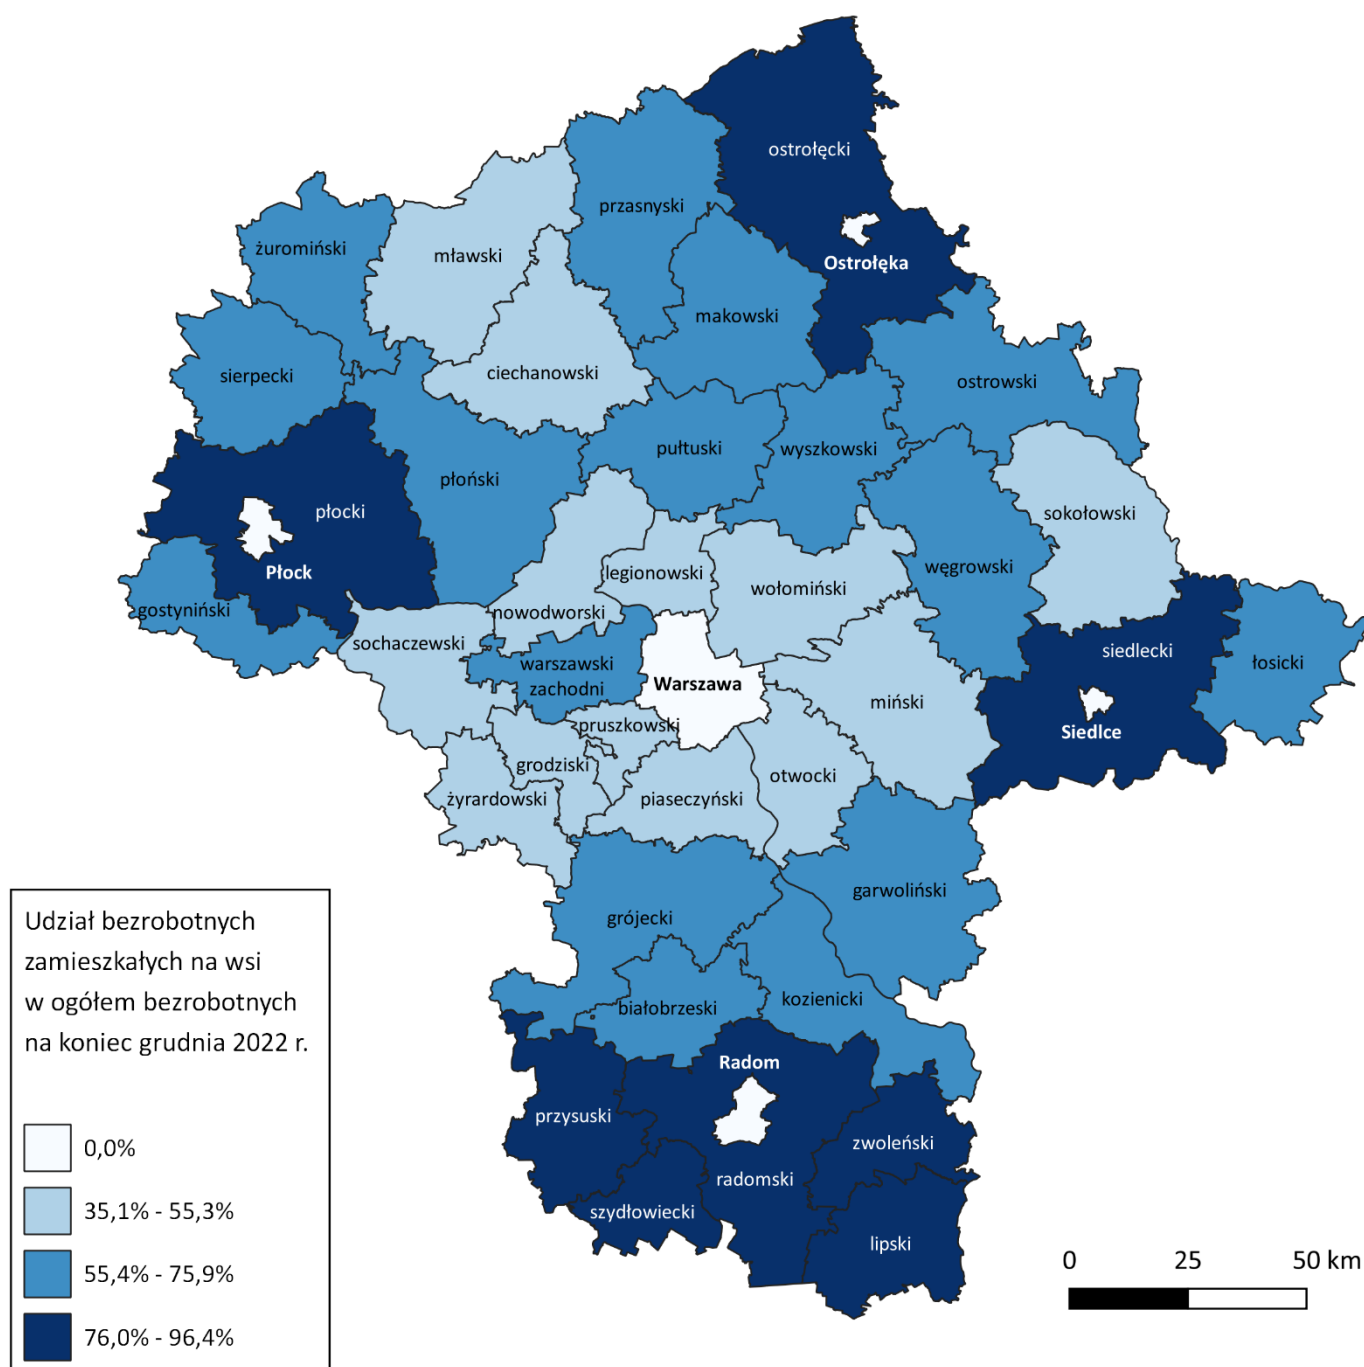 ostrołęcki
przasnyski
Ostrołęka
żuromiński
mławski
makowski
ciechanowski
sierpecki
ostrowski
pułtuski
wyszkowski
płoński
płocki
sokołowski
Płock
legionowski
węgrowski
wołomiński
gostyniński
nowodworski
sochaczewski
siedlecki
łosicki
warszawski
zachodni
Warszawa
miński
pruszkowski
Siedlce
grodziski
otwocki
żyrardowski
piaseczyński
garwoliński
grójecki
kozienicki
białobrzeski
Radom
przysuski
zwoleński
radomski
szydłowiecki
lipski
Udział bezrobotnych
zamieszkałych na wsi
w ogółem bezrobotnych
na koniec grudnia 2022 r.
0,0%
35,1% - 55,3%
55,4% - 75,9%
76,0% - 96,4%
0 25 50 km